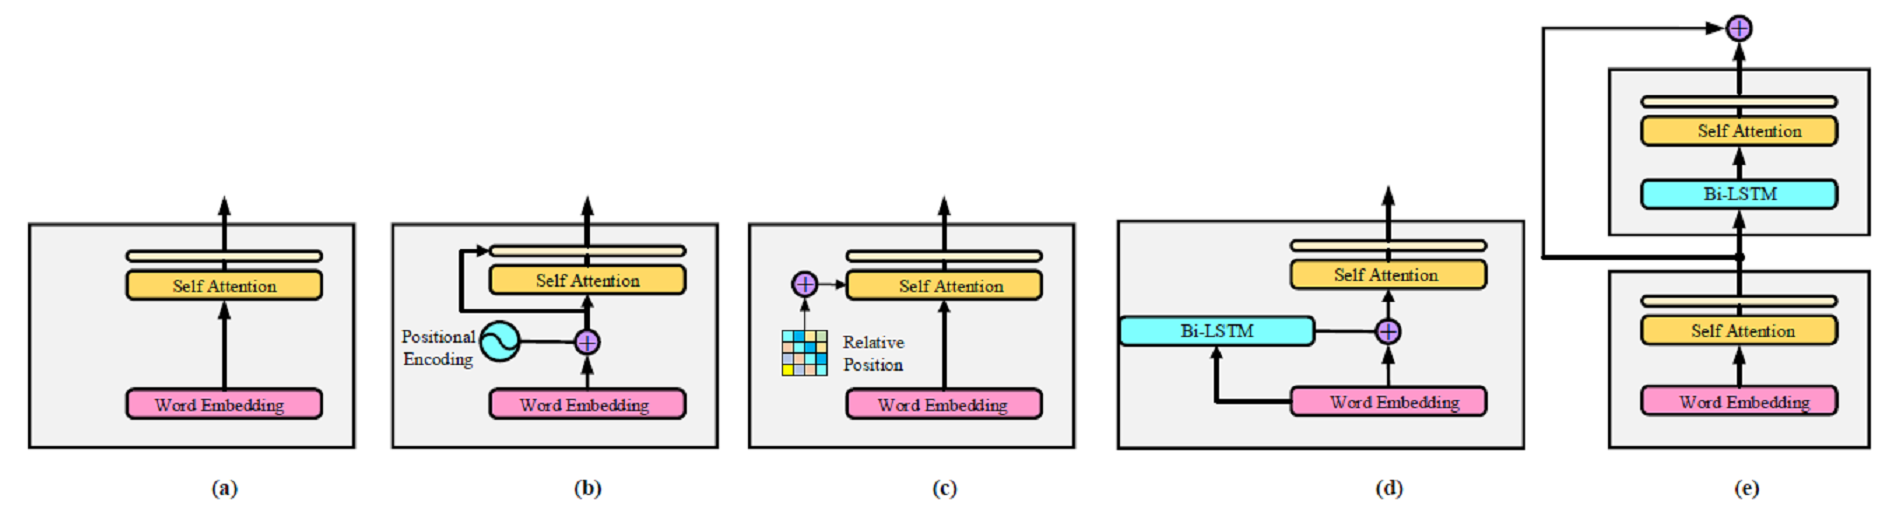 Self Attention
Word Embedding
(a)
Self Attention
Positional
Encoding
Word Embedding
(b)
Self Attention
Relative
Position
Word Embedding
(c)
Self Attention
Bi-LSTM
Word Embedding
(d)
Self Attention
Bi-LSTM
Self Attention
Word Embedding
(e)